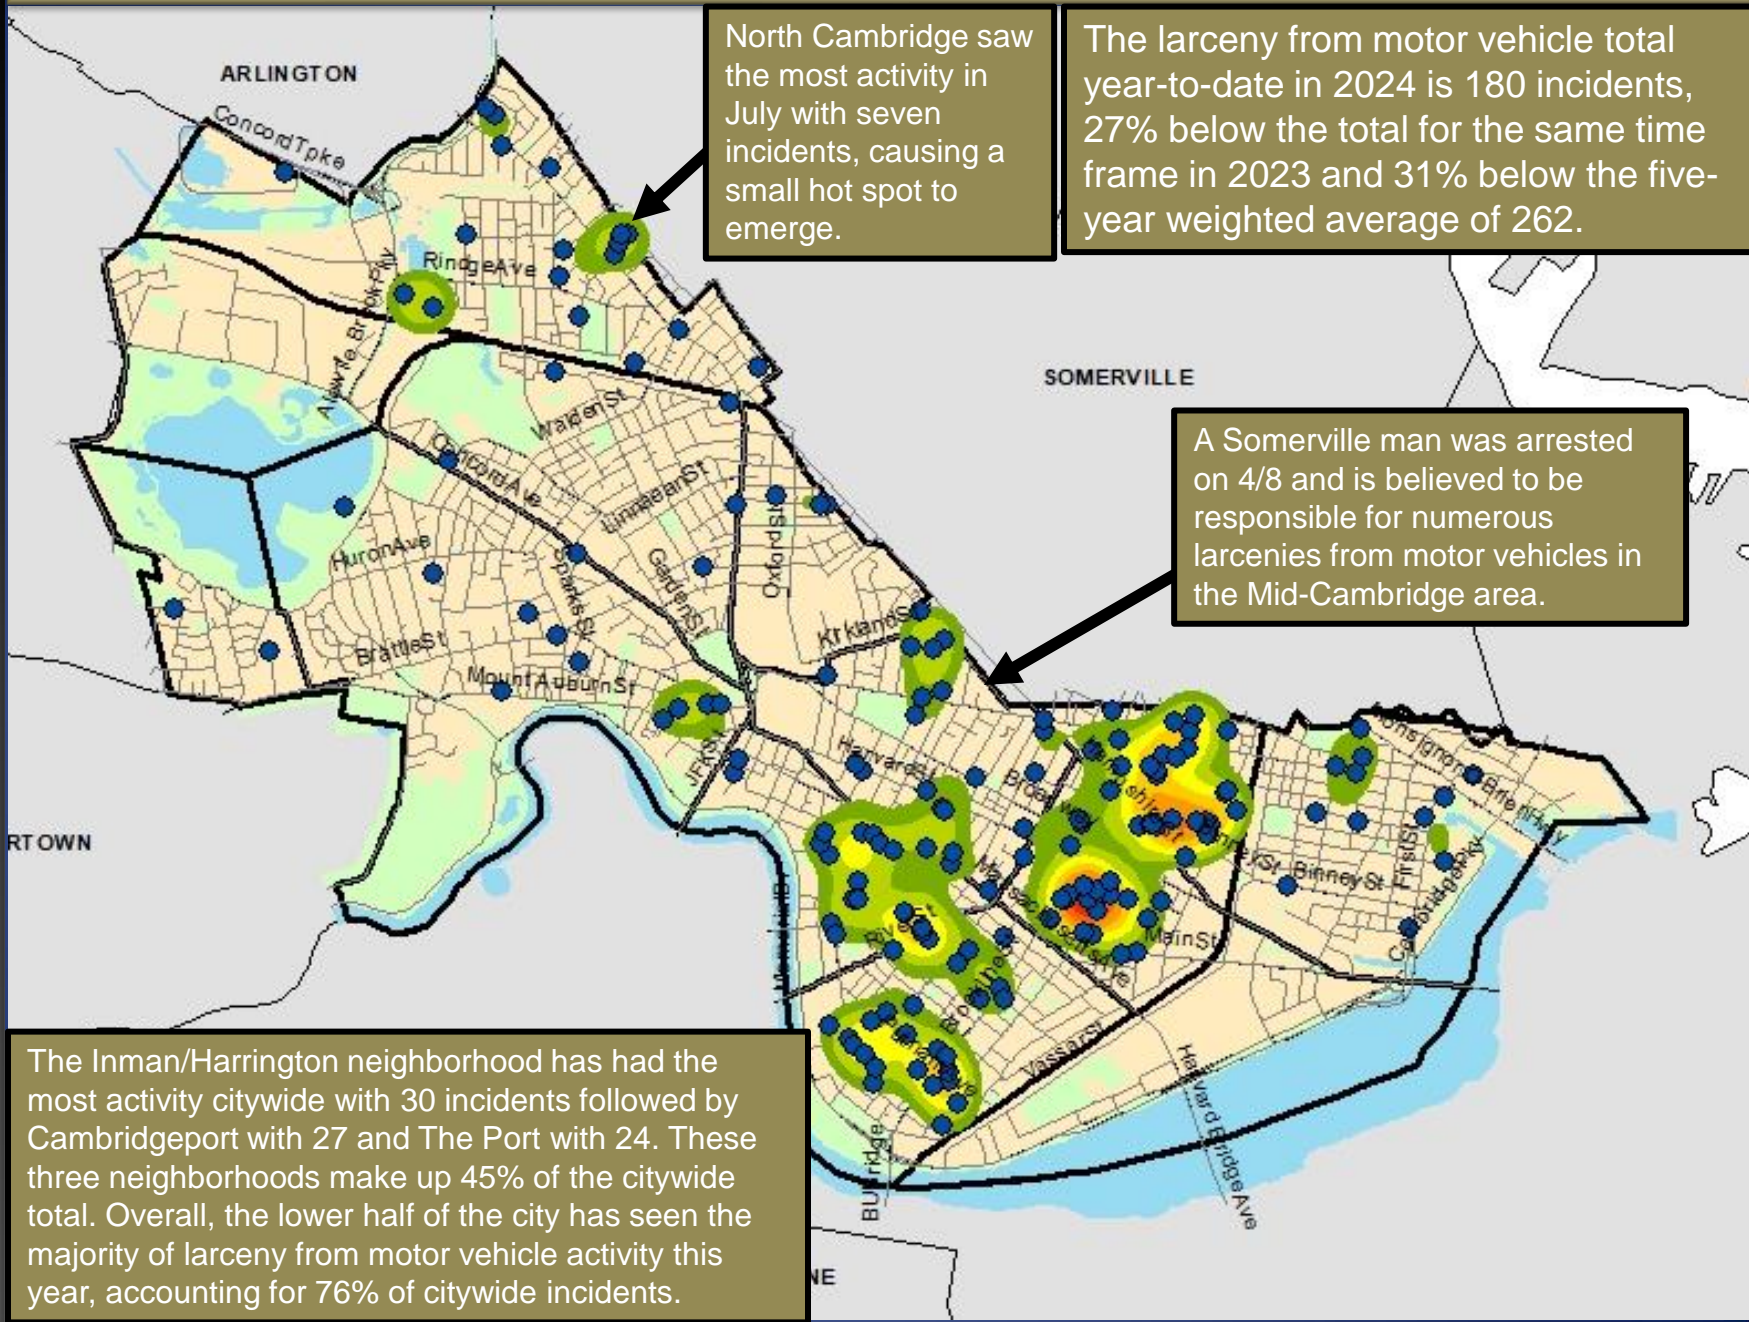 North Cambridge saw
the most activity in
July with seven
incidents, causing a
small hot spot to
emerge.
The larceny from motor vehicle total
year-to-date in 2024 is 180 incidents,
27% below the total for the same time
frame in 2023 and 31% below the five-
year weighted average of 262.
ARLINGTON
Concord Tpke
Rindge Ave
SOMERVILLE
Walden St
A Somerville man was arrested
on 4/8 and is believed to be
responsible for numerous
larcenies from motor vehicles in
the Mid-Cambridge area.
Concord Ave
Linnaean St
Oxford St
Huron Ave
Sparks St
Garden St
Kirkland St
Brattle St
Mount Auburn St
JFK St
Harvard St
RTOWN
Binney St
Binney St
First St
River St
Main St
Vassar St
Harvard Bridge Ave
BU Bridge
The Inman/Harrington neighborhood has had the
most activity citywide with 30 incidents followed by
Cambridgeport with 27 and The Port with 24. These
three neighborhoods make up 45% of the citywide
total. Overall, the lower half of the city has seen the
majority of larceny from motor vehicle activity this
year, accounting for 76% of citywide incidents.
NE